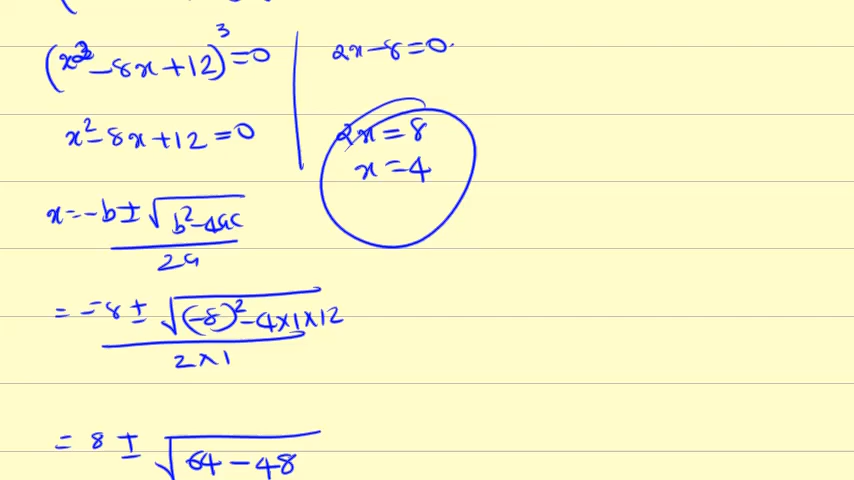 (x² - 8x + 12)³ = 0
x² - 8x + 12 = 0
x = -b ± √b² - 4ac
2a
= -8 ± √(-8)² - 4×1×12
2×1
= 8 ± √64 - 48
2x - 8 = 0
2x = 8
x = 4